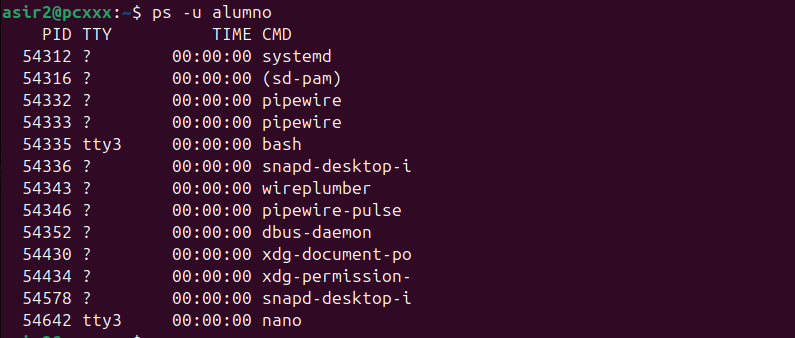 asir2@pcxxx:~$ ps -u alumno
PID TTY TIME CMD
54312 ? 00:00:00 systemd
54316 ? 00:00:00 (sd-pam)
54332 ? 00:00:00 pipewire
54333 ? 00:00:00 pipewire
54335 tty3 00:00:00 bash
54336 ? 00:00:00 snapd-desktop-i
54343 ? 00:00:00 wireplumber
54346 ? 00:00:00 pipewire-pulse
54352 ? 00:00:00 dbus-daemon
54430 ? 00:00:00 xdg-document-po
54434 ? 00:00:00 xdg-permission-
54578 ? 00:00:00 snapd-desktop-i
54642 tty3 00:00:00 nano